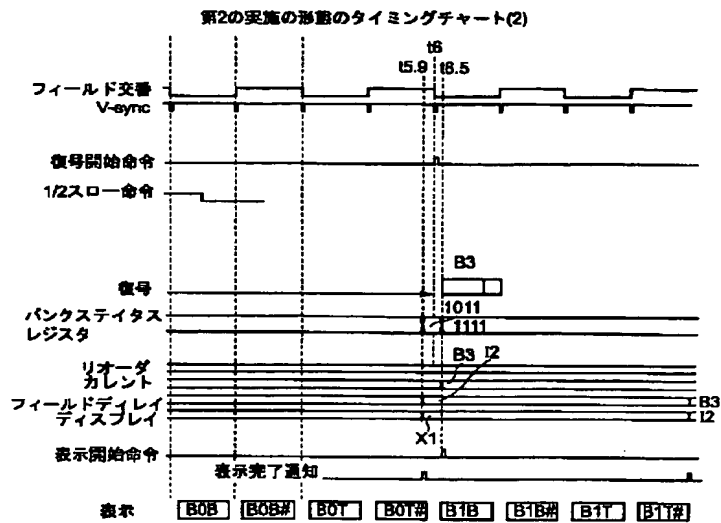 第2の実施の形態のタイミングチャート(2)
t6
t5.9 t6.5
フィールド交番
V-sync
復号開始命令
1/2スロー命令
B3
復号
1011
バンクステイタス
レジスタ
1111
リオーダ
B3 I2
カレント
フィールドディレイ
B3
ディスプレイ
I2
X1
表示開始命令
表示完了通知
表示 B0B B0B# B0T B0T# B1B B1B# B1T B1T#